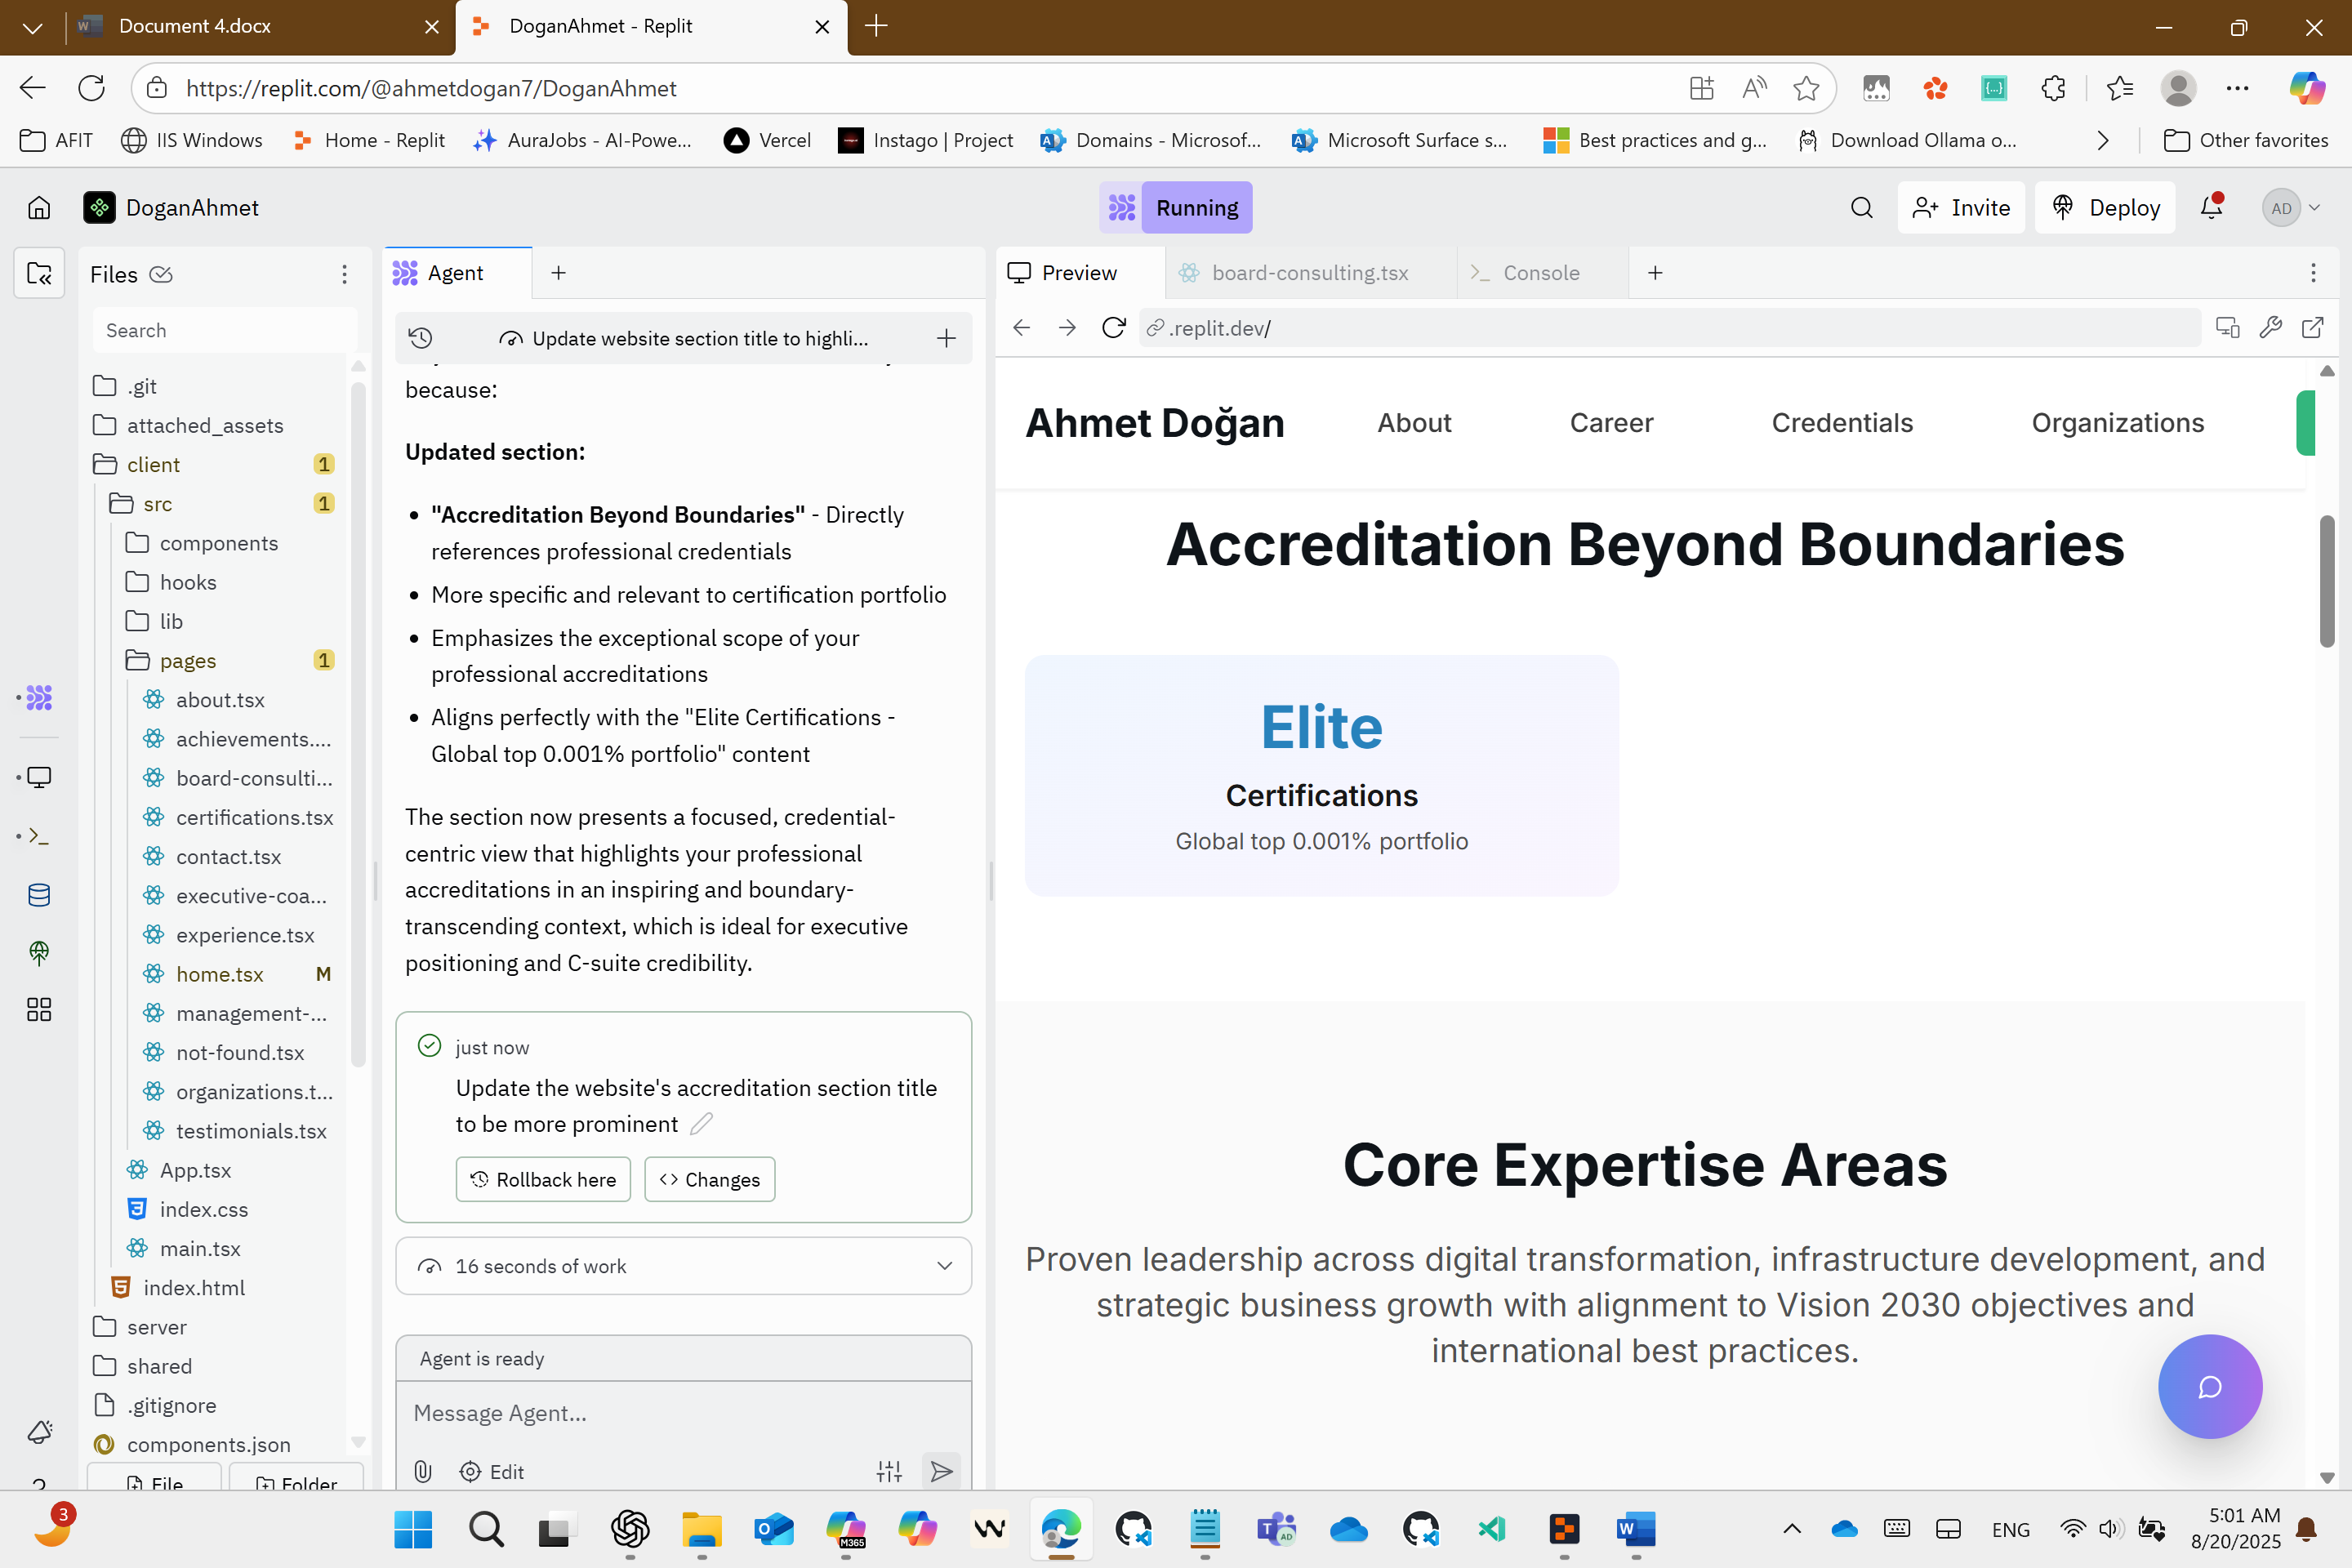 Document 4.docx
DoganAhmet - Replit
https://replit.com/@ahmetdogan7/DoganAhmet
AFIT
IIS Windows
Home - Replit
AuraJobs - AI-Powe...
Vercel
Instago | Project
Domains - Microsof...
Microsoft Surface s...
Best practices and g...
Download Ollama o...
Other favorites
DoganAhmet
Running
Invite
Deploy
AD
Files
Search
.git
attached_assets
client 1
src 1
components
hooks
lib
pages 1
about.tsx
achievements....
board-consulti...
certifications.tsx
contact.tsx
executive-coa...
experience.tsx
home.tsx M
management-...
not-found.tsx
organizations.t...
testimonials.tsx
App.tsx
index.css
main.tsx
index.html
server
shared
.gitignore
components.json
File
Folder
Agent
Update website section title to highli...
because:
Updated section:
"Accreditation Beyond Boundaries" - Directly
references professional credentials
More specific and relevant to certification portfolio
Emphasizes the exceptional scope of your
professional accreditations
Aligns perfectly with the "Elite Certifications -
Global top 0.001% portfolio" content
The section now presents a focused, credential-
centric view that highlights your professional
accreditations in an inspiring and boundary-
transcending context, which is ideal for executive
positioning and C-suite credibility.
just now
Update the website's accreditation section title
to be more prominent
Rollback here
Changes
16 seconds of work
Agent is ready
Message Agent...
Edit
Preview
board-consulting.tsx
Console
.replit.dev/
Ahmet Doğan
About
Career
Credentials
Organizations
Accreditation Beyond Boundaries
Elite
Certifications
Global top 0.001% portfolio
Core Expertise Areas
Proven leadership across digital transformation, infrastructure development, and
strategic business growth with alignment to Vision 2030 objectives and
international best practices.
3
M365
AD
ENG
5:01 AM
8/20/2025